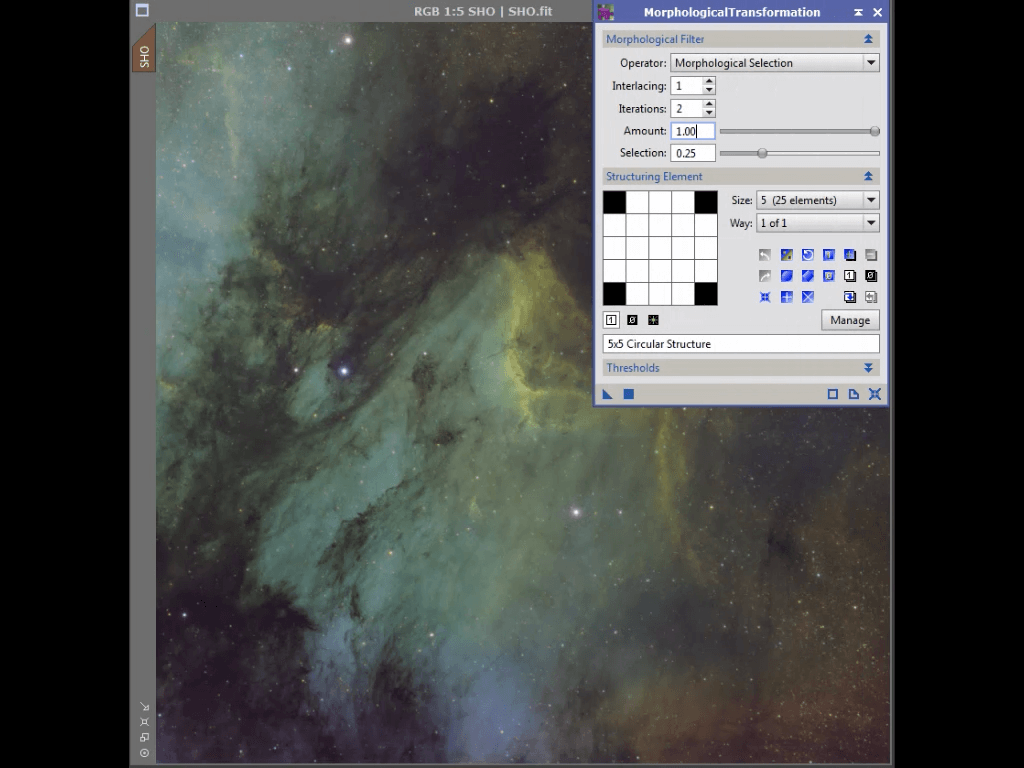 RGB 1:5 SHO | SHO.fit
SHO
MorphologicalTransformation
Morphological Filter
Operator: Morphological Selection
Interlacing: 1
Iterations: 2
Amount: 1.00
Selection: 0.25
Structuring Element
Size: 5 (25 elements)
Way: 1 of 1
Manage
5x5 Circular Structure
Thresholds